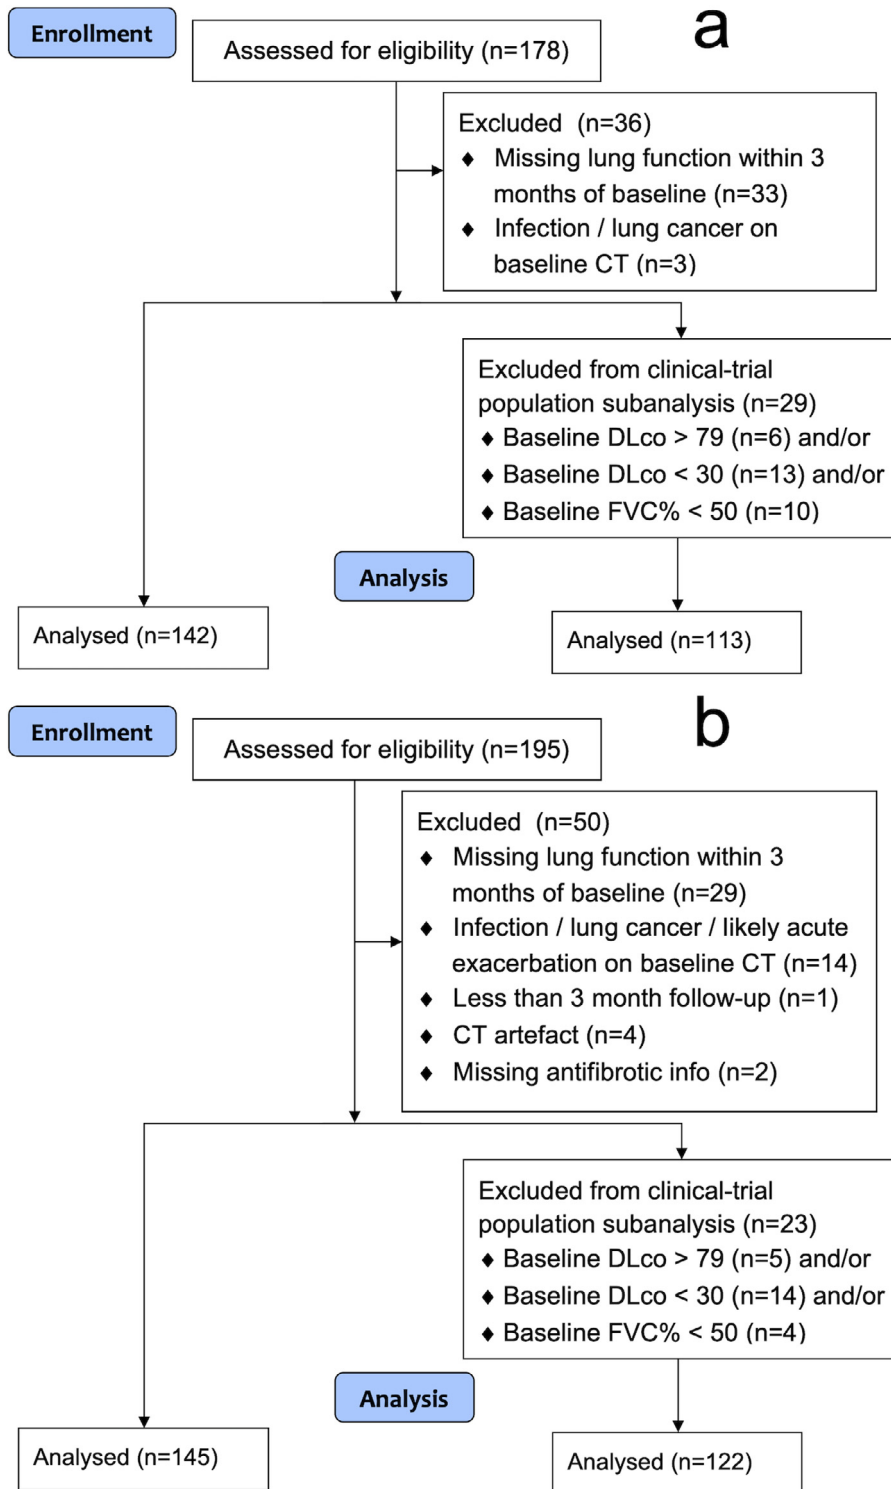 Enrollment
a
Assessed for eligibility (n=178)
Excluded (n=36)
♦ Missing lung function within 3
months of baseline (n=33)
♦ Infection / lung cancer on
baseline CT (n=3)
Excluded from clinical-trial
population subanalysis (n=29)
♦ Baseline DLco > 79 (n=6) and/or
♦ Baseline DLco < 30 (n=13) and/or
♦ Baseline FVC% < 50 (n=10)
Analysis
Analysed (n=142)
Analysed (n=113)
Enrollment
b
Assessed for eligibility (n=195)
Excluded (n=50)
♦ Missing lung function within 3
months of baseline (n=29)
♦ Infection / lung cancer / likely acute
exacerbation on baseline CT (n=14)
♦ Less than 3 month follow-up (n=1)
♦ CT artefact (n=4)
♦ Missing antifibrotic info (n=2)
Excluded from clinical-trial
population subanalysis (n=23)
♦ Baseline DLco > 79 (n=5) and/or
♦ Baseline DLco < 30 (n=14) and/or
♦ Baseline FVC% < 50 (n=4)
Analysis
Analysed (n=145)
Analysed (n=122)